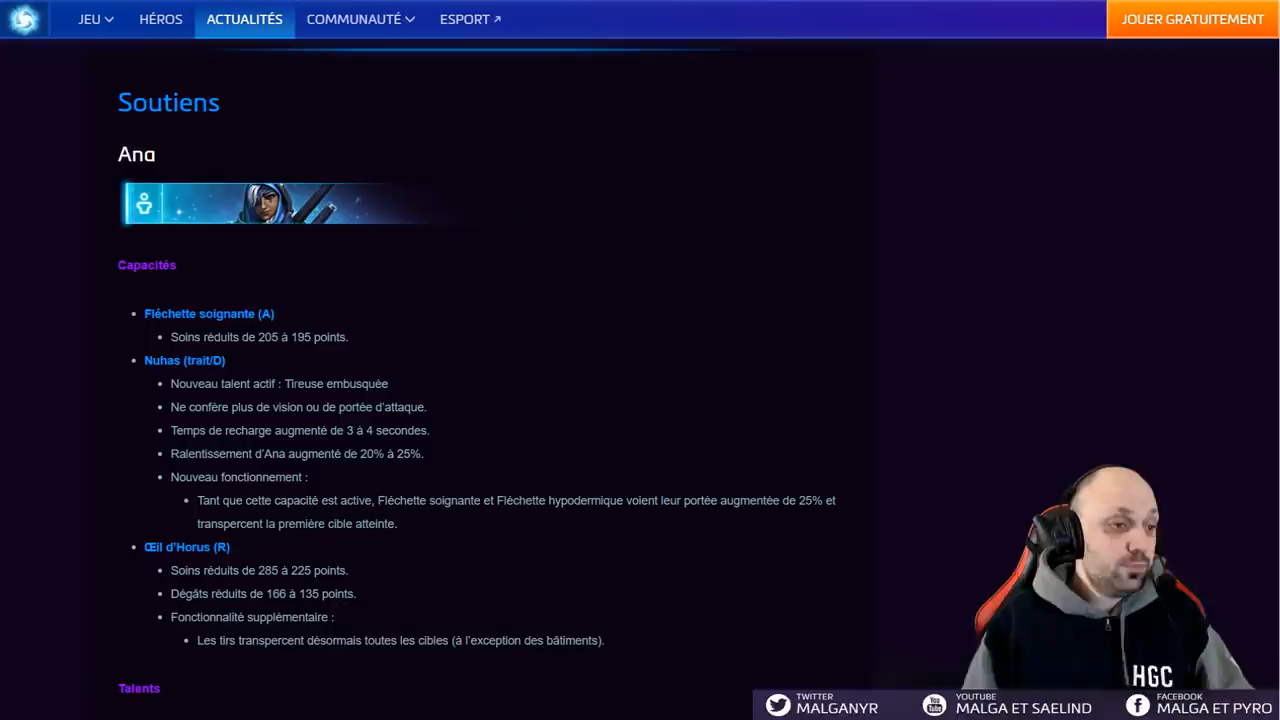 JEU HÉROS ACTUALITÉS COMMUNAUTÉ ESPORT JOUER GRATUITEMENT
Soutiens
Ana
Capacités
Fléchette soignante (A)
Soins réduits de 205 à 195 points.
Nuhas (trait/D)
Nouveau talent actif : Tireuse embusquée
Ne confère plus de vision ou de portée d'attaque.
Temps de recharge augmenté de 3 à 4 secondes.
Ralentissement d'Ana augmenté de 20% à 25%.
Nouveau fonctionnement :
Tant que cette capacité est active, Fléchette soignante et Fléchette hypodermique voient leur portée augmentée de 25% et
transpercent la première cible atteinte.
Œil d'Horus (R)
Soins réduits de 285 à 225 points.
Dégâts réduits de 166 à 135 points.
Fonctionnalité supplémentaire :
Les tirs transpercent désormais toutes les cibles (à l'exception des bâtiments).
Talents
HGC
TWITTER
MALGANYR
YOUTUBE
MALGA ET SAELIND
FACEBOOK
MALGA ET PYRO